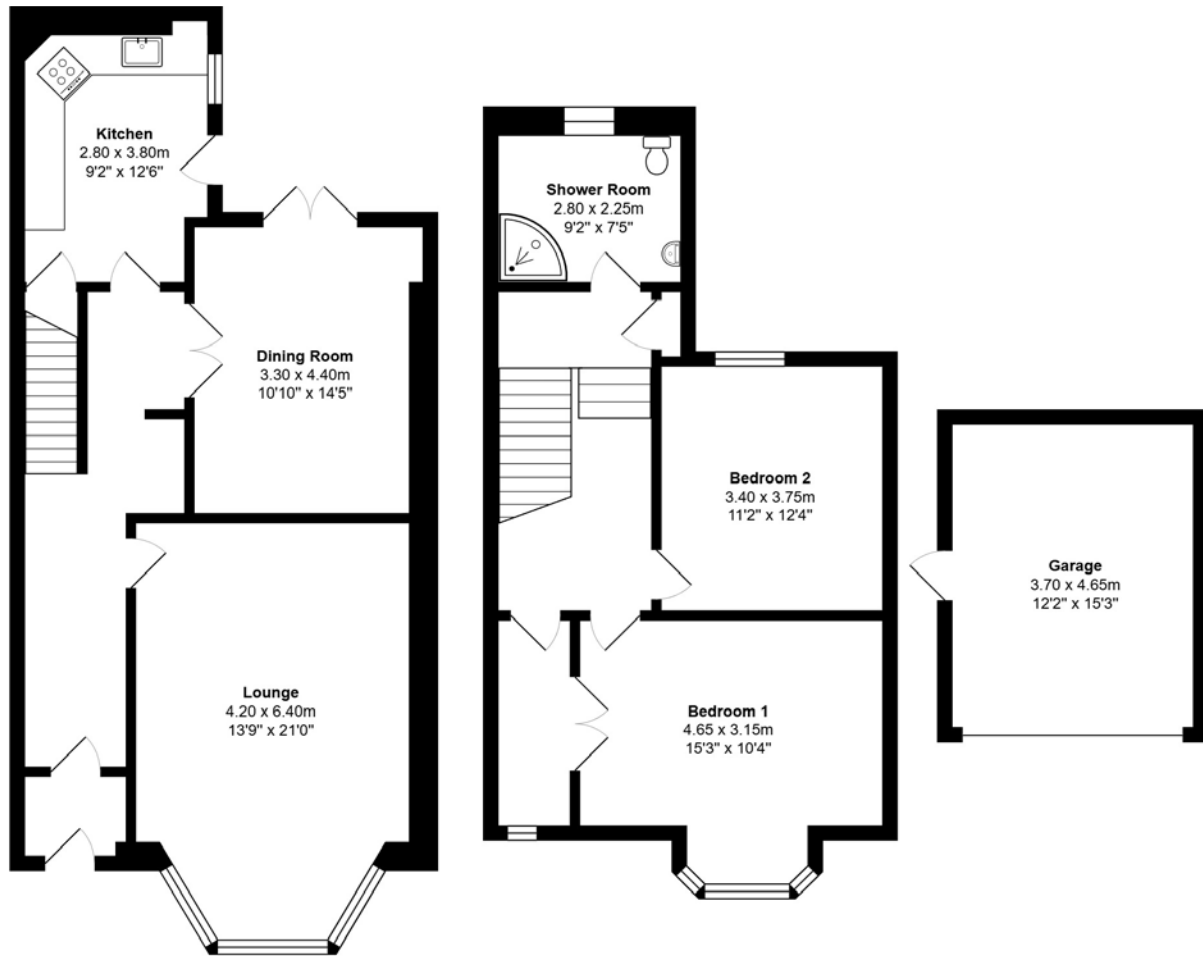 Kitchen
2.80 x 3.80m
9'2" x 12'6"
Dining Room
3.30 x 4.40m
10'10" x 14'5"
Lounge
4.20 x 6.40m
13'9" x 21'0"
Shower Room
2.80 x 2.25m
9'2" x 7'5"
Bedroom 2
3.40 x 3.75m
11'2" x 12'4"
Bedroom 1
4.65 x 3.15m
15'3" x 10'4"
Garage
3.70 x 4.65m
12'2" x 15'3"